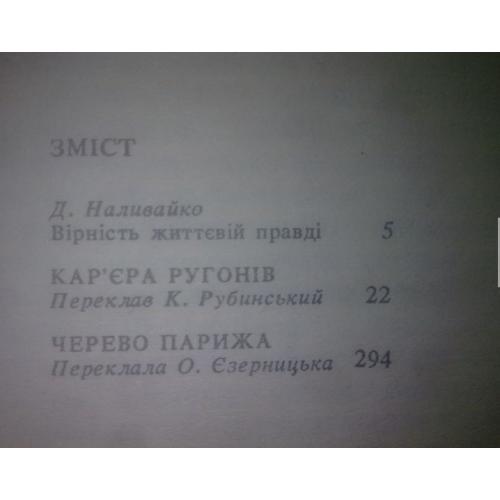 ЗМІСТ
Д. Наливайко
Вірність життєвій правді 5
КАР'ЄРА РУГОНІВ
Переклав К. Рубинський 22
ЧЕРЕВО ПАРИЖА
Переклала О. Єзерницька 294